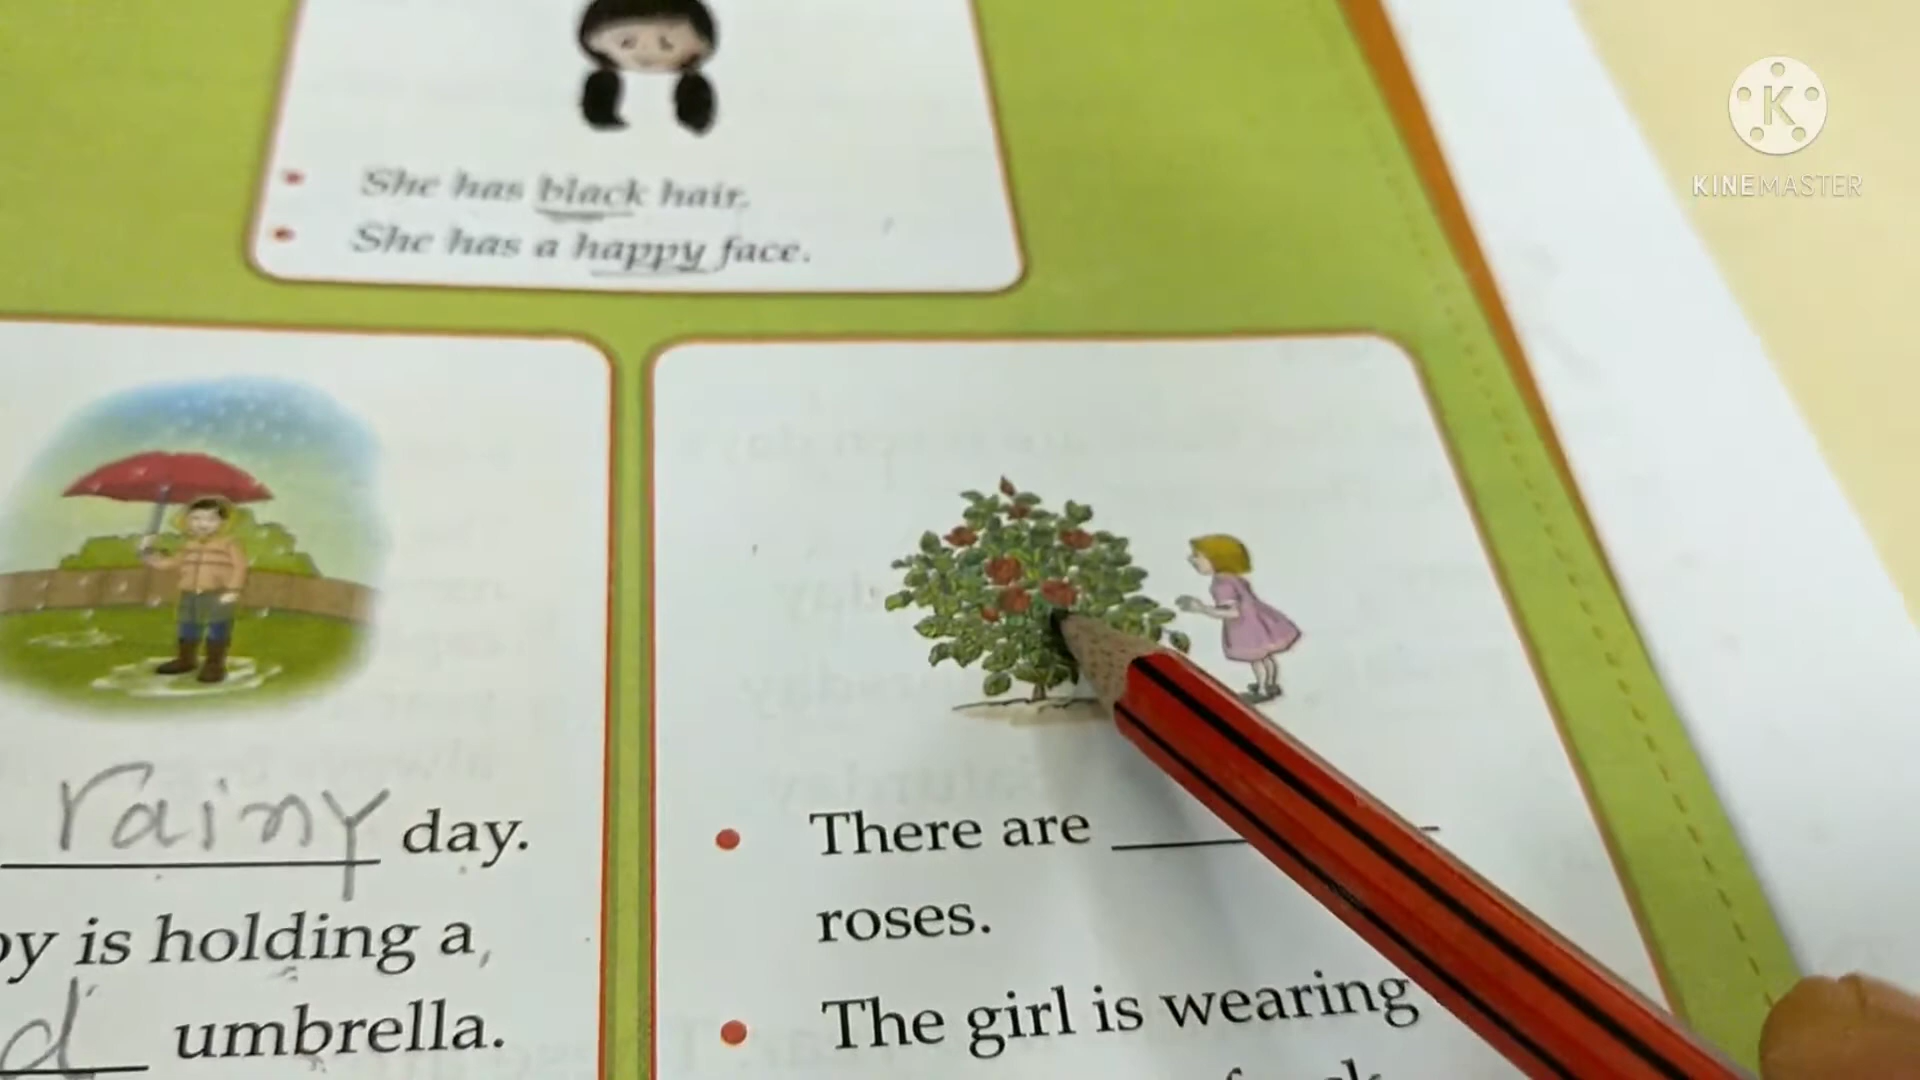 She has black hair.
She has a happy face.
rainy day.
is holding a
umbrella.
There are
roses.
The girl is wearing
KINEMASTER